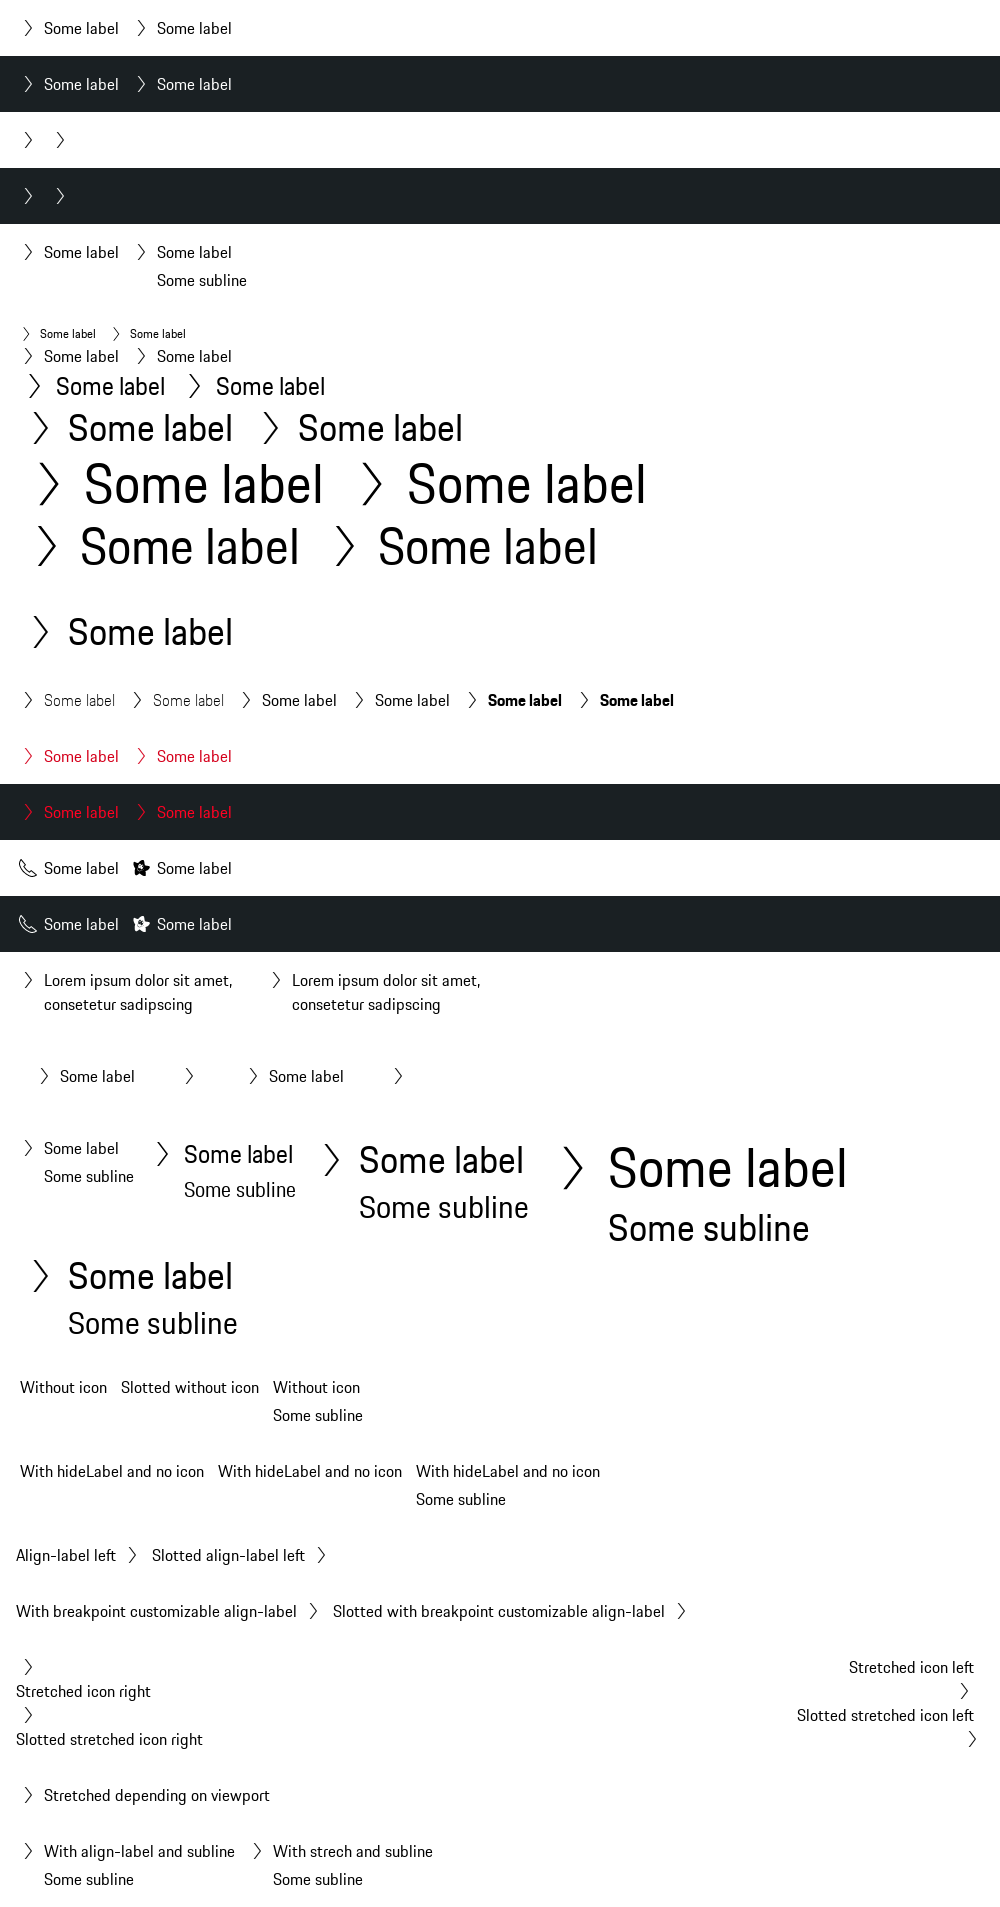 Some label Some label
Some label Some label
Some label Some label
Some subline
Some label Some label
Some label Some label
Some label Some label
Some label Some label
Some label Some label
Some label Some label
Some label
Some label Some label Some label Some label Some label Some label
Some label Some label
Some label Some label
Some label Some label
Some label Some label
Lorem ipsum dolor sit amet, Lorem ipsum dolor sit amet,
consetetur sadipscing consetetur sadipscing
Some label Some label
Some label Some label Some label Some label
Some subline Some subline Some subline Some subline
Some label
Some subline
Without icon Slotted without icon Without icon
Some subline
With hideLabel and no icon With hideLabel and no icon With hideLabel and no icon
Some subline
Align-label left Slotted align-label left
With breakpoint customizable align-label Slotted with breakpoint customizable align-label
Stretched icon left
Stretched icon right
Slotted stretched icon left
Slotted stretched icon right
Stretched depending on viewport
With align-label and subline With strech and subline
Some subline Some subline